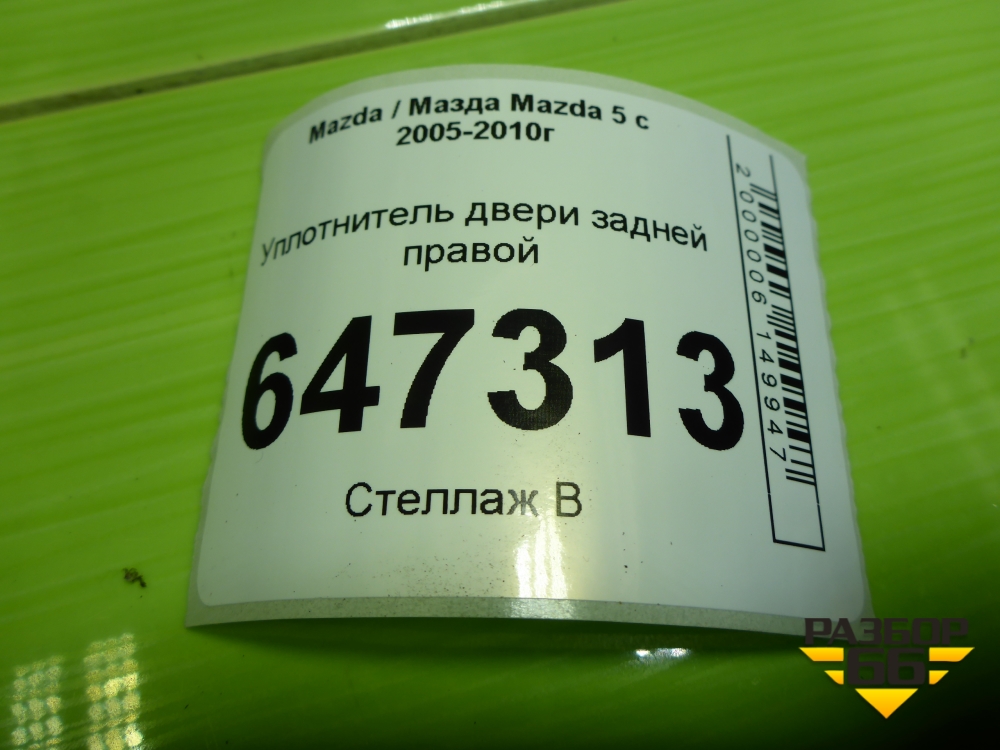 Mazda / Мазда Mazda 5 с
2005-2010г
Уплотнитель двери задней
правой
647313
Стеллаж В
2000006149947
РАЗБОР
66